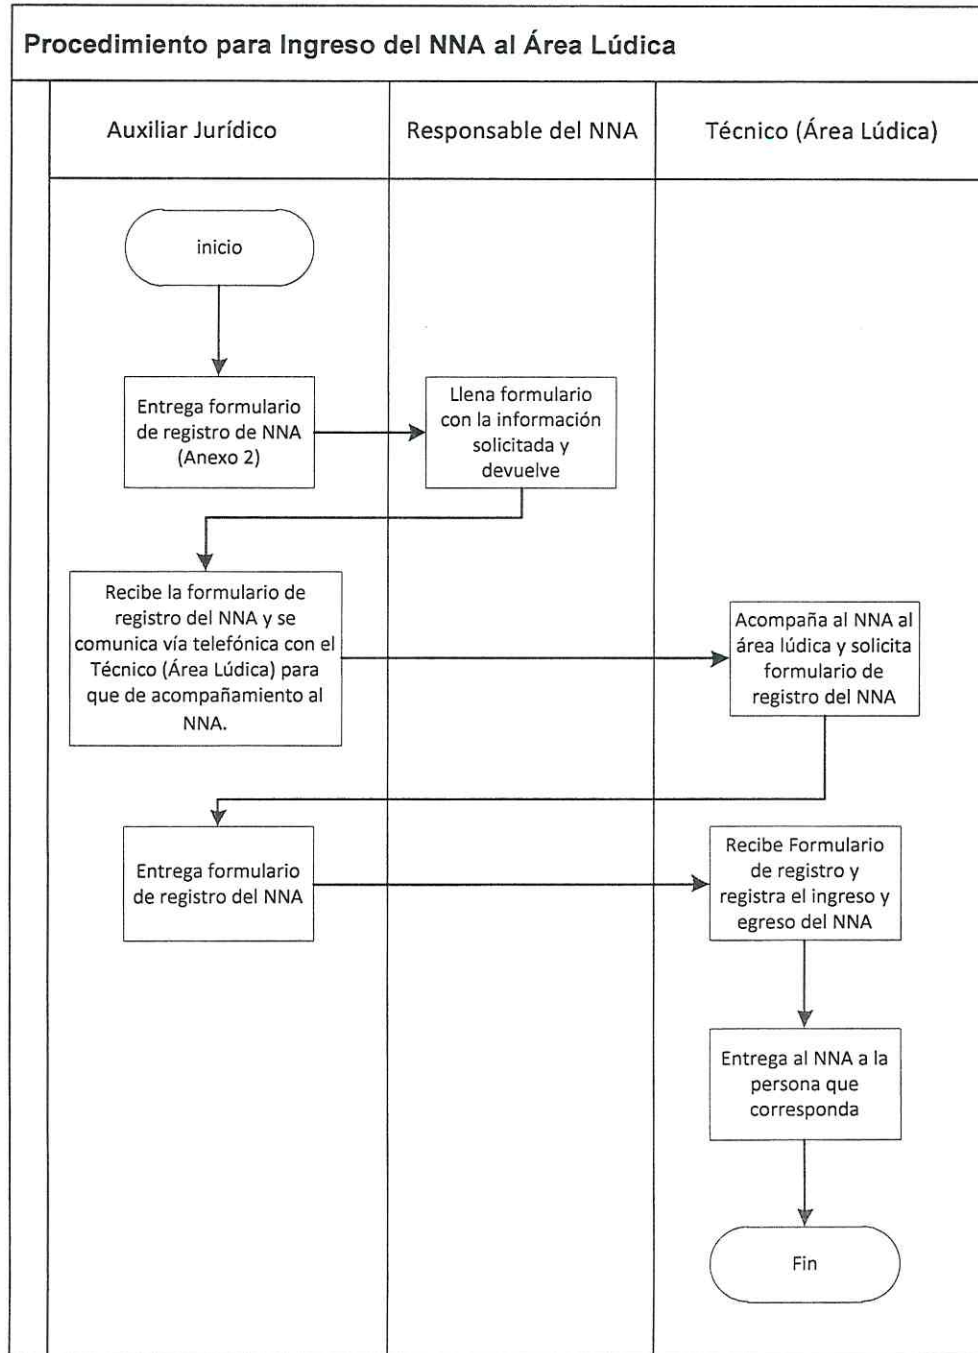 Procedimiento para Ingreso del NNA al Área Lúdica
Auxiliar Jurídico
Responsable del NNA
Técnico (Área Lúdica)
inicio
Entrega formulario
de registro de NNA
(Anexo 2)
Llena formulario
con la información
solicitada y
devuelve
Recibe la formulario de
registro del NNA y se
comunica vía telefónica con el
Técnico (Área Lúdica) para
que de acompañamiento al
NNA.
Acompaña al NNA al
área lúdica y solicita
formulario de
registro del NNA
Entrega formulario
de registro del NNA
Recibe Formulario
de registro y
registra el ingreso y
egreso del NNA
Entrega al NNA a la
persona que
corresponda
Fin